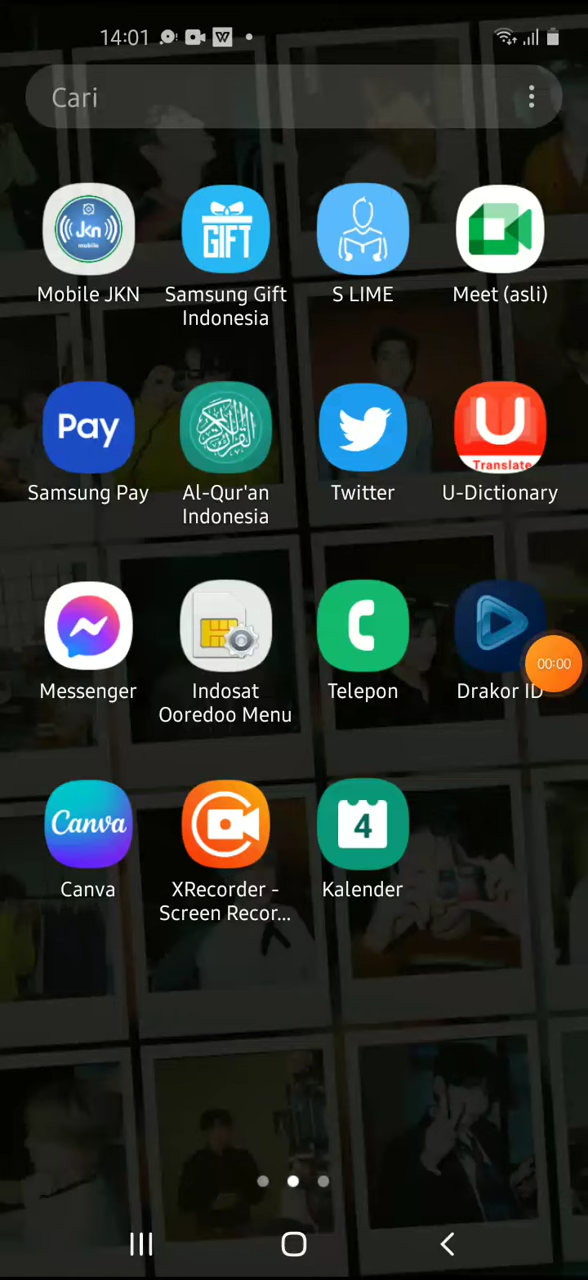 14:01
Cari
Jkn
mobile
GIFT
Mobile JKN
Samsung Gift
Indonesia
S LIME
Meet (asli)
Pay
U
Translate
Samsung Pay
Al-Qur'an
Indonesia
Twitter
U-Dictionary
00:00
Messenger
Indosat
Ooredoo Menu
Telepon
Drakor ID
Canva
4
Canva
XRecorder -
Screen Recor...
Kalender